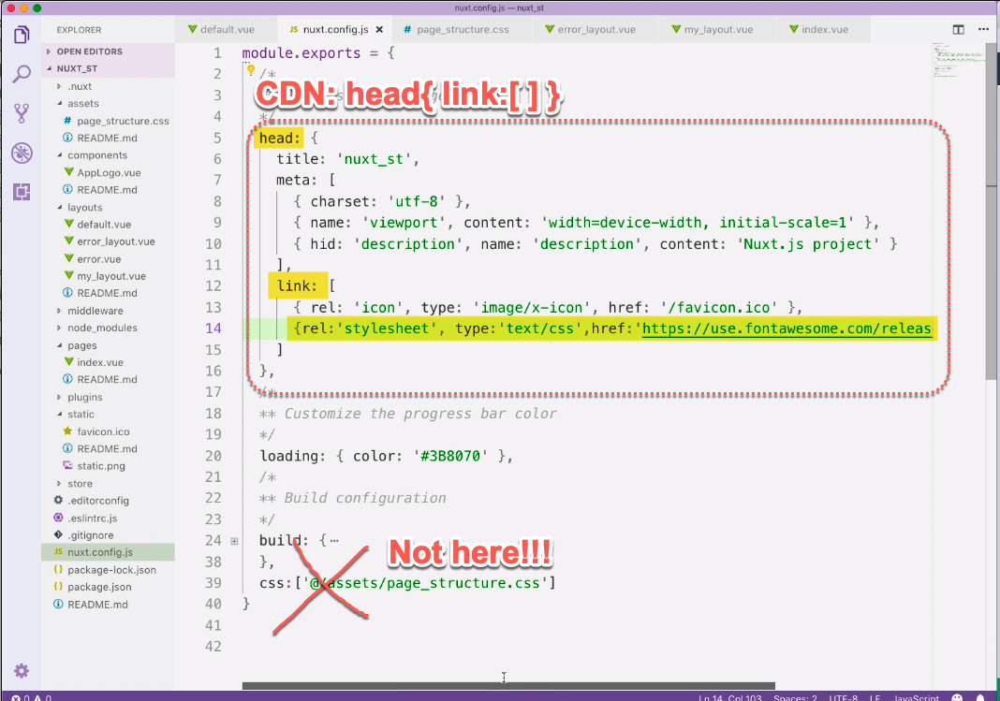 nuxt.config.js — nuxt_st
EXPLORER
default.vue
JS nuxt.config.js ×
# page_structure.css
error_layout.vue
my_layout.vue
index.vue
OPEN EDITORS
NUXT_ST
.nuxt
assets
# page_structure.css
README.md
components
AppLogo.vue
README.md
layouts
default.vue
error_layout.vue
error.vue
my_layout.vue
README.md
middleware
node_modules
pages
index.vue
README.md
plugins
static
favicon.ico
README.md
static.png
store
.editorconfig
.eslintrc.js
.gitignore
JS nuxt.config.js
{} package-lock.json
{} package.json
README.md
1 module.exports = {
2 /*
3
CDN: head{ link:[ ] }
4 */
5 head: {
6 title: 'nuxt_st',
7 meta: [
8 { charset: 'utf-8' },
9 { name: 'viewport', content: 'width=device-width, initial-scale=1' },
10 { hid: 'description', name: 'description', content: 'Nuxt.js project' }
11 ],
12 link: [
13 { rel: 'icon', type: 'image/x-icon', href: '/favicon.ico' },
14 {rel:'stylesheet', type:'text/css',href:'https://use.fontawesome.com/releas
15 ]
16 },
17 /*
18 ** Customize the progress bar color
19 */
20 loading: { color: '#3B8070' },
21 /*
22 ** Build configuration
23 */
24 build: {…
Not here!!!
38 },
39 css:['@/assets/page_structure.css']
40 }
41
42
0 0
Ln 14, Col 103 Spaces: 2 UTF-8 LF JavaScript